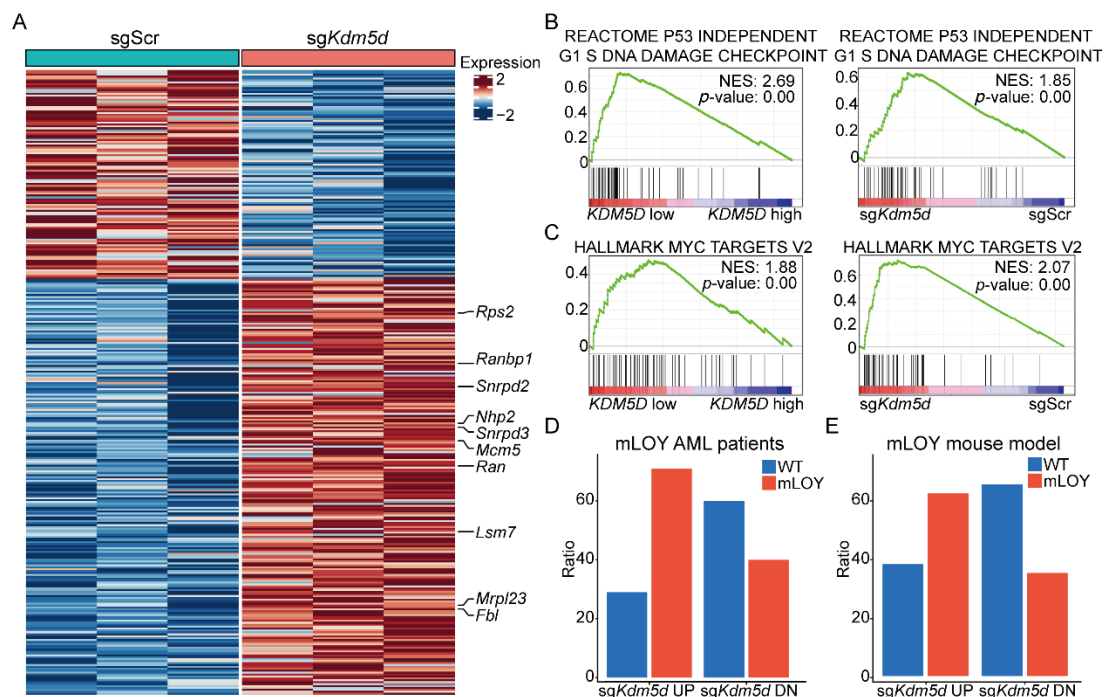 A
sgScr
sgKdm5d
Expression
2
−2
Rps2
Ranbp1
Snrpd2
Nhp2
Snrpd3
Mcm5
Ran
Lsm7
Mrpl23
Fbl
B
REACTOME P53 INDEPENDENT
G1 S DNA DAMAGE CHECKPOINT
0.6
0.4
0.2
0
NES: 2.69
p-value: 0.00
KDM5D low
KDM5D high
REACTOME P53 INDEPENDENT
G1 S DNA DAMAGE CHECKPOINT
0.6
0.4
0.2
0
NES: 1.85
p-value: 0.00
sgKdm5d
sgScr
C
HALLMARK MYC TARGETS V2
0.4
0.2
0
NES: 1.88
p-value: 0.00
KDM5D low
KDM5D high
HALLMARK MYC TARGETS V2
0.6
0.4
0.2
0
NES: 2.07
p-value: 0.00
sgKdm5d
sgScr
D
mLOY AML patients
WT
mLOY
Ratio
60
40
20
0
sgKdm5d UP
sgKdm5d DN
E
mLOY mouse model
WT
mLOY
Ratio
60
40
20
0
sgKdm5d UP
sgKdm5d DN